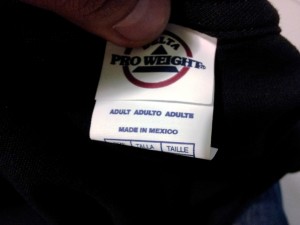 DELTA
PRO WEIGHT®
ADULT ADULTO ADULTE
MADE IN MEXICO
TALLA TAILLE